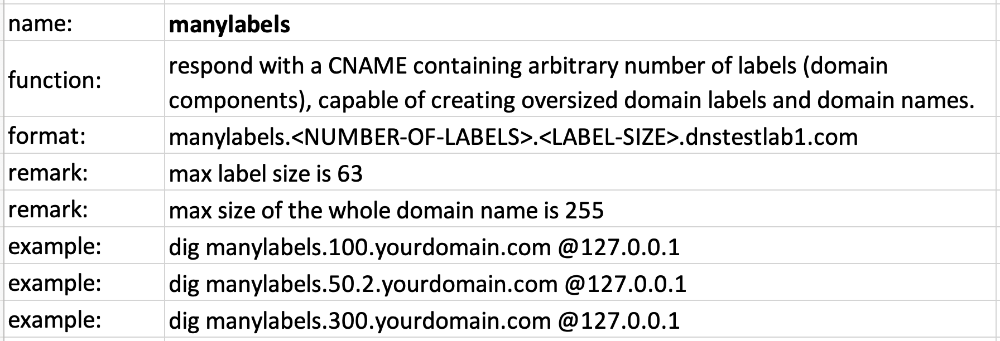 name: manylabels
function: respond with a CNAME containing arbitrary number of labels (domain
components), capable of creating oversized domain labels and domain names.
format: manylabels.<NUMBER-OF-LABELS>.<LABEL-SIZE>.dnstestlab1.com
remark: max label size is 63
remark: max size of the whole domain name is 255
example: dig manylabels.100.yourdomain.com @127.0.0.1
example: dig manylabels.50.2.yourdomain.com @127.0.0.1
example: dig manylabels.300.yourdomain.com @127.0.0.1